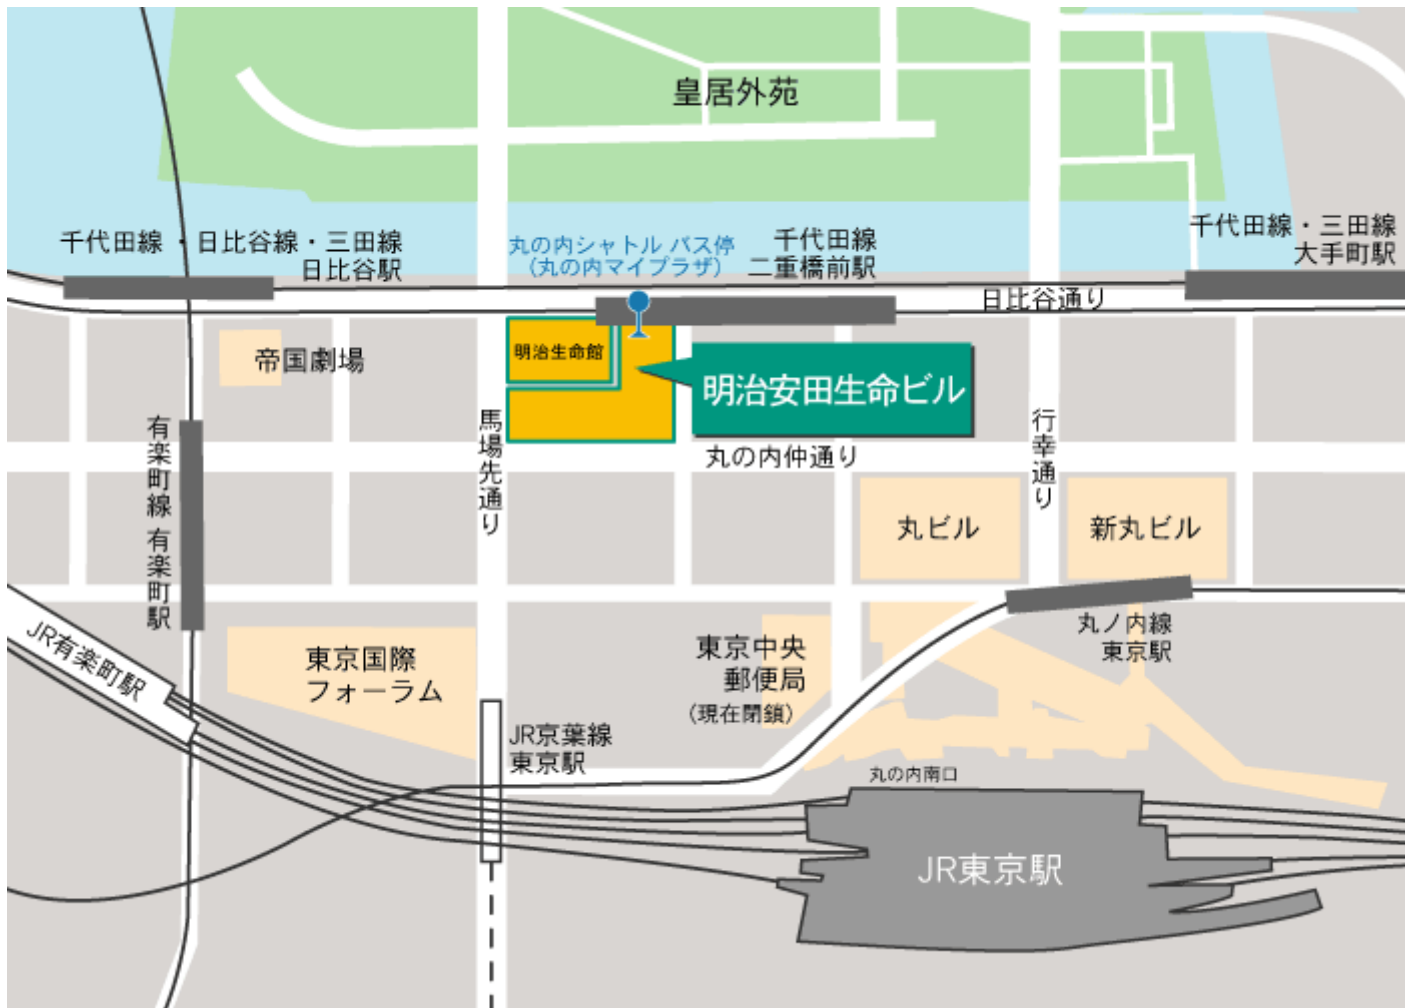 皇居外苑
千代田線・日比谷線・三田線
日比谷駅
丸の内シャトル バス停
(丸の内マイプラザ)
千代田線
二重橋前駅
千代田線・三田線
大手町駅
日比谷通り
帝国劇場
明治生命館
明治安田生命ビル
有楽町線 有楽町駅
馬場先通り
丸の内仲通り
行幸通り
丸ビル
新丸ビル
JR有楽町駅
東京国際
フォーラム
東京中央
郵便局
(現在閉鎖)
丸ノ内線
東京駅
JR京葉線
東京駅
丸の内南口
JR東京駅